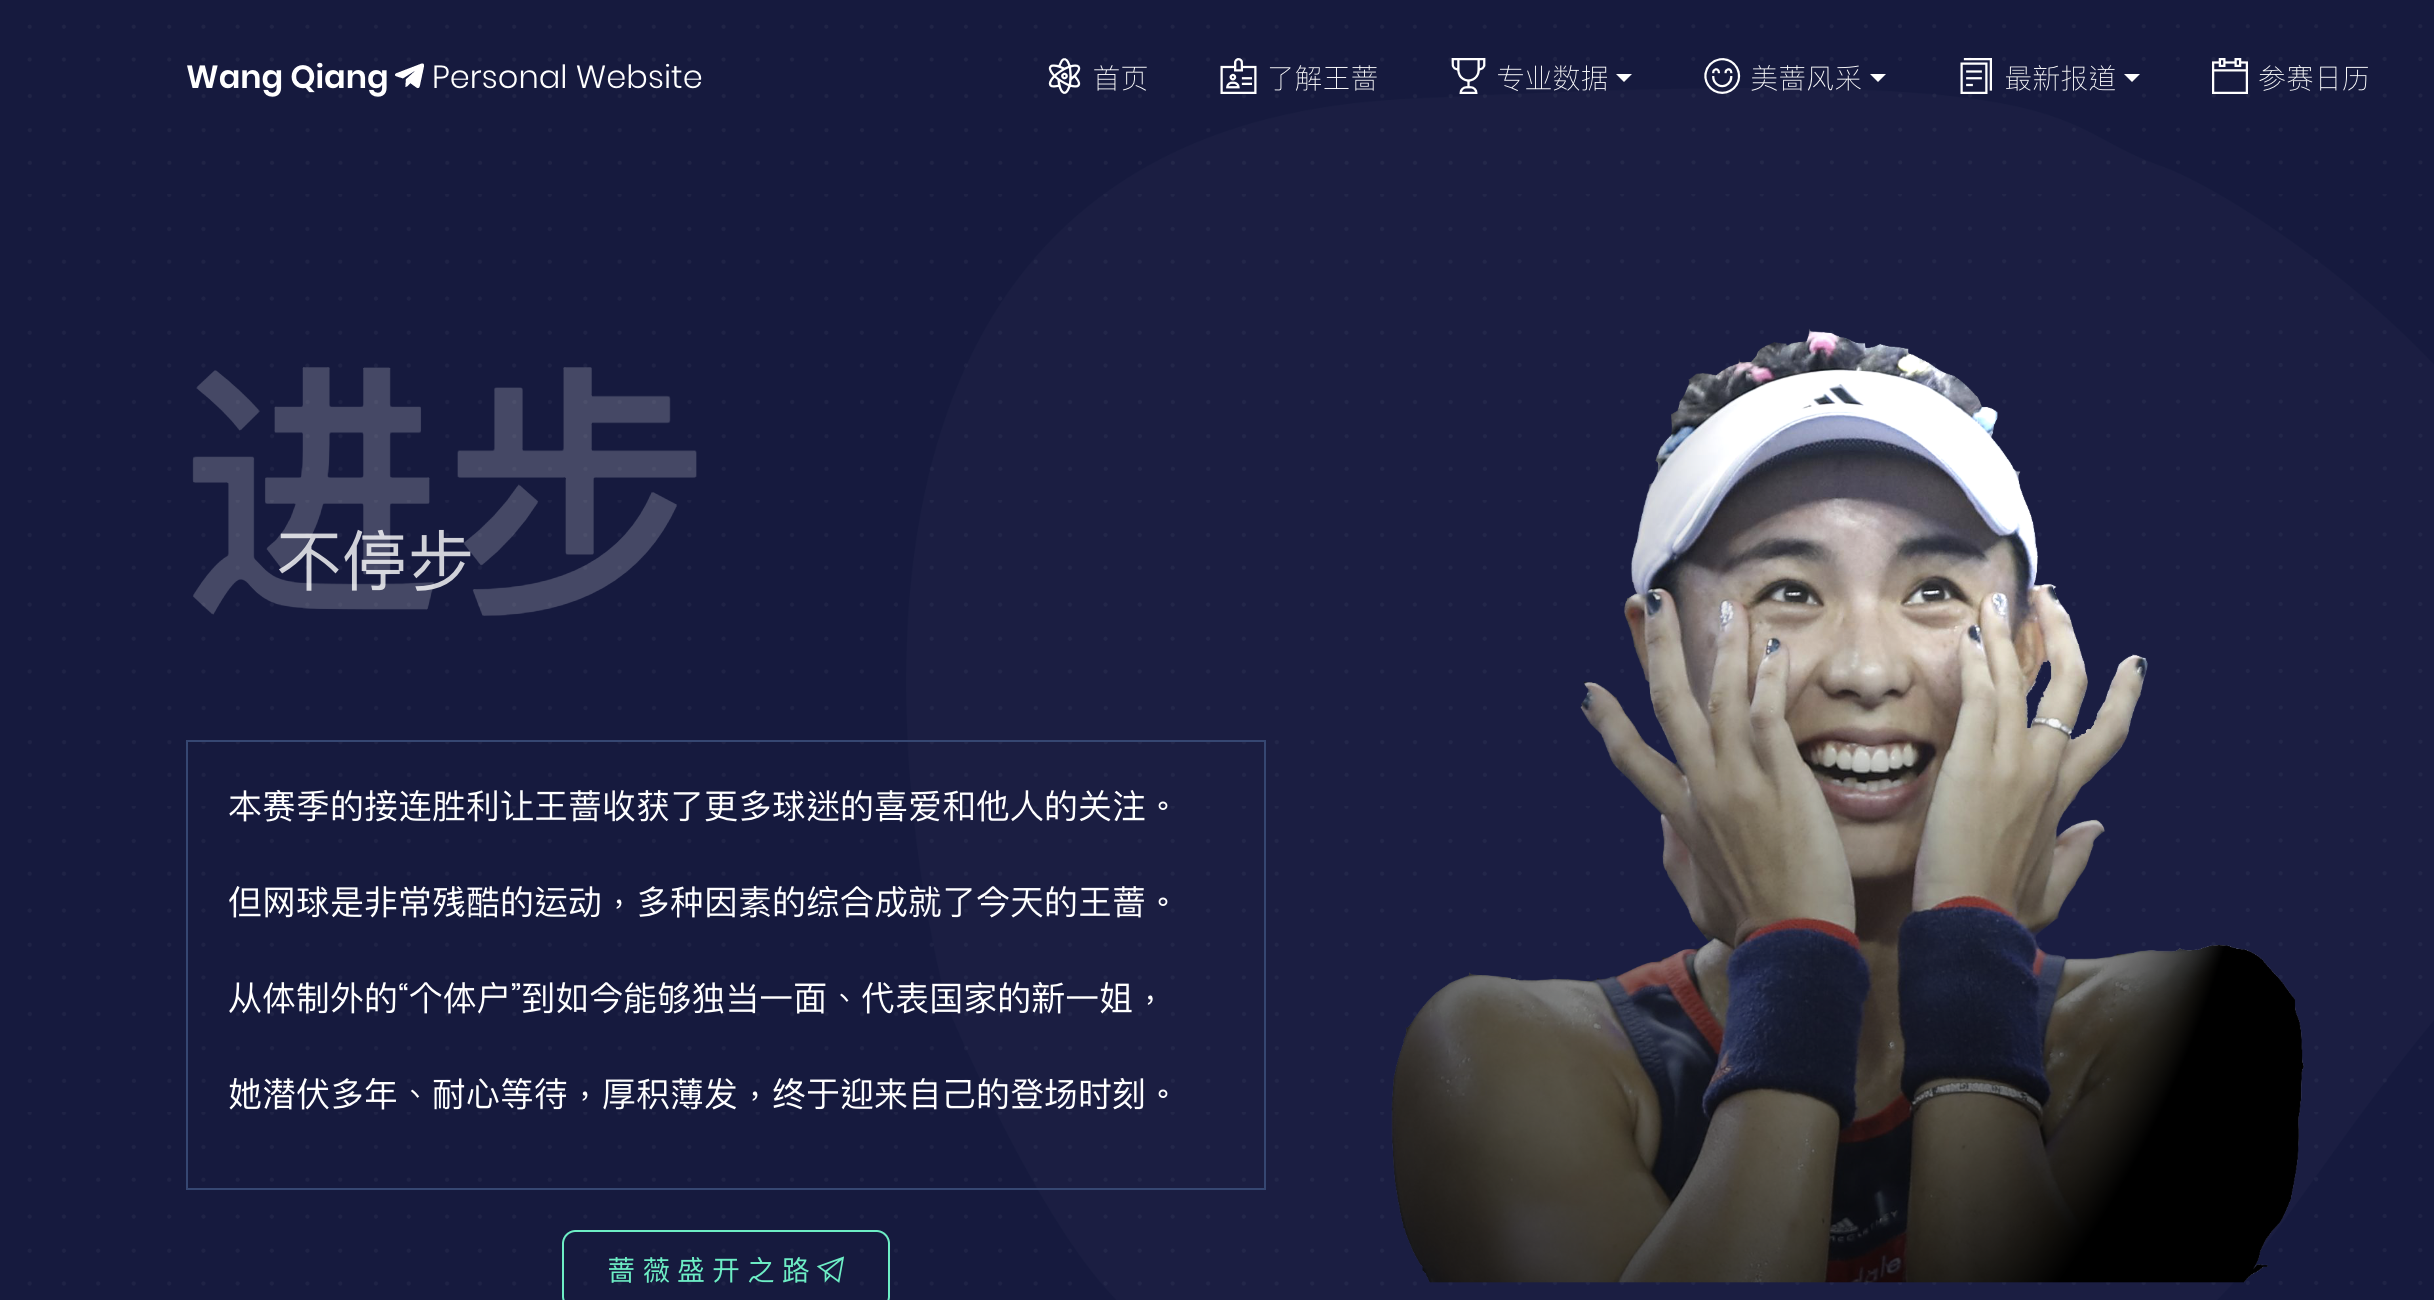 Wang Qiang Personal Website
首页 了解王蔷 专业数据 美蔷风采 最新报道 参赛日历
进步
不停步
本赛季的接连胜利让王蔷收获了更多球迷的喜爱和他人的关注。
但网球是非常残酷的运动，多种因素的综合成就了今天的王蔷。
从体制外的“个体户”到如今能够独当一面、代表国家的新一姐，
她潜伏多年、耐心等待，厚积薄发，终于迎来自己的登场时刻。
蔷薇盛开之路